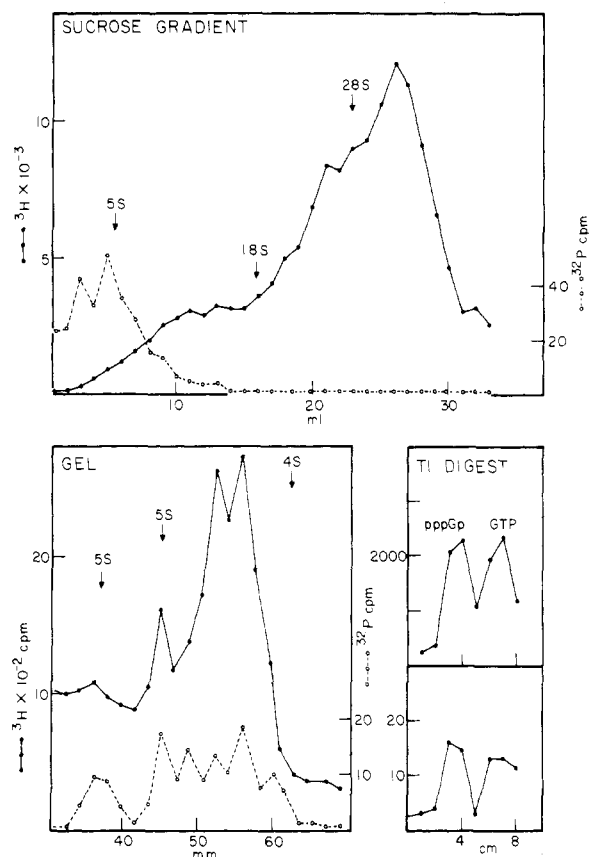 SUCROSE GRADIENT
28S
18S
5S
10
5
³H X 10⁻³
40
20
³²P cpm
10
20
30
ml
GEL
4S
5S
5S
20
10
³H X 10⁻² cpm
20
10
³²P cpm
40
50
60
mm
T1 DIGEST
pppGp
GTP
2000
20
10
4
8
cm